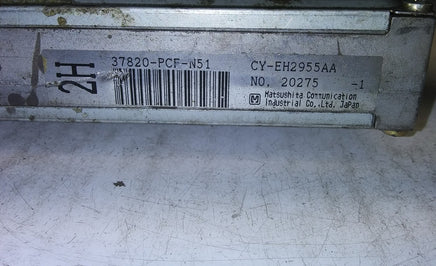 2H
37820-PCF-N51
CY-EH2955AA
NO. 20275 -1
M Matsushita Communication
Industrial Co.,Ltd. JaPan